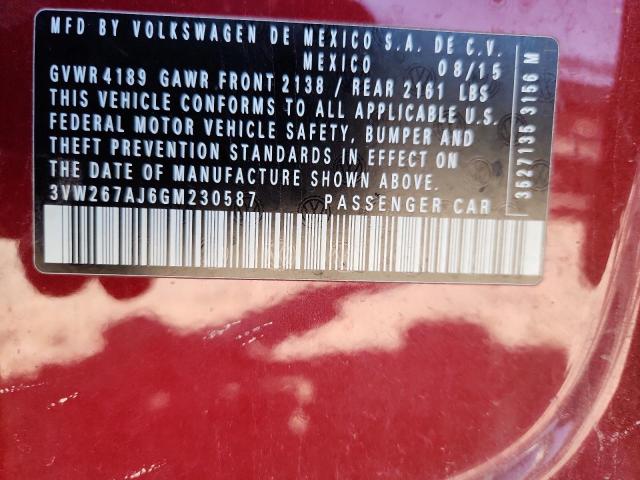 MFD BY VOLKSWAGEN DE MEXICO S.A. DE C.V.
MEXICO 08/15
GVWR4189 GAWR FRONT 2138 / REAR 2161 LBS
THIS VEHICLE CONFORMS TO ALL APPLICABLE U.S.
FEDERAL MOTOR VEHICLE SAFETY, BUMPER AND
THEFT PREVENTION STANDARDS IN EFFECT ON
THE DATE OF MANUFACTURE SHOWN ABOVE.
3VW267AJ6GM230587 PASSENGER CAR
3527135 3156 M